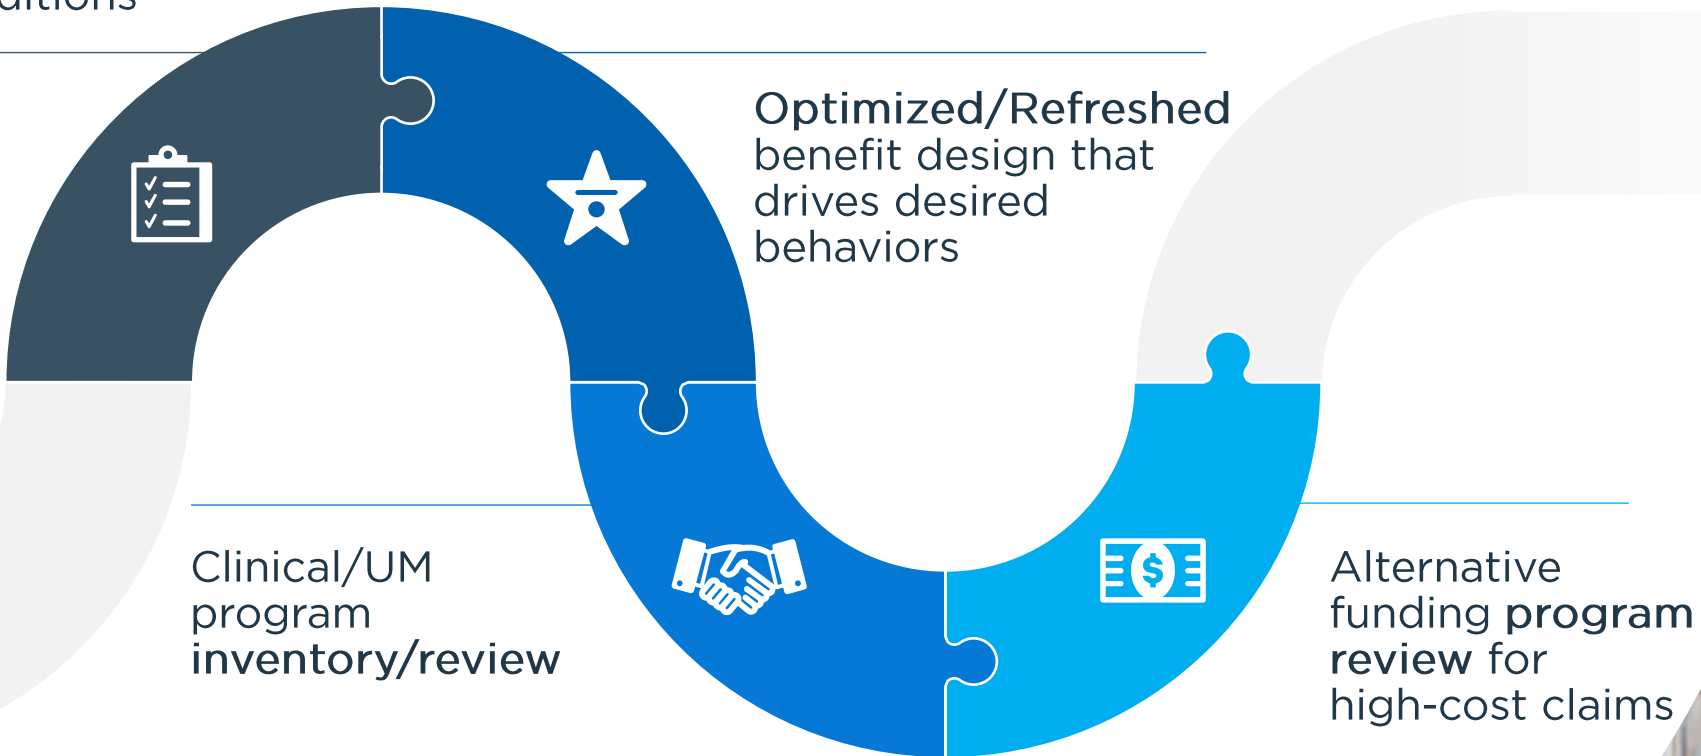 Optimized/Refreshed
benefit design that
drives desired
behaviors
Clinical/UM
program
inventory/review
Alternative
funding program
review for
high-cost claims